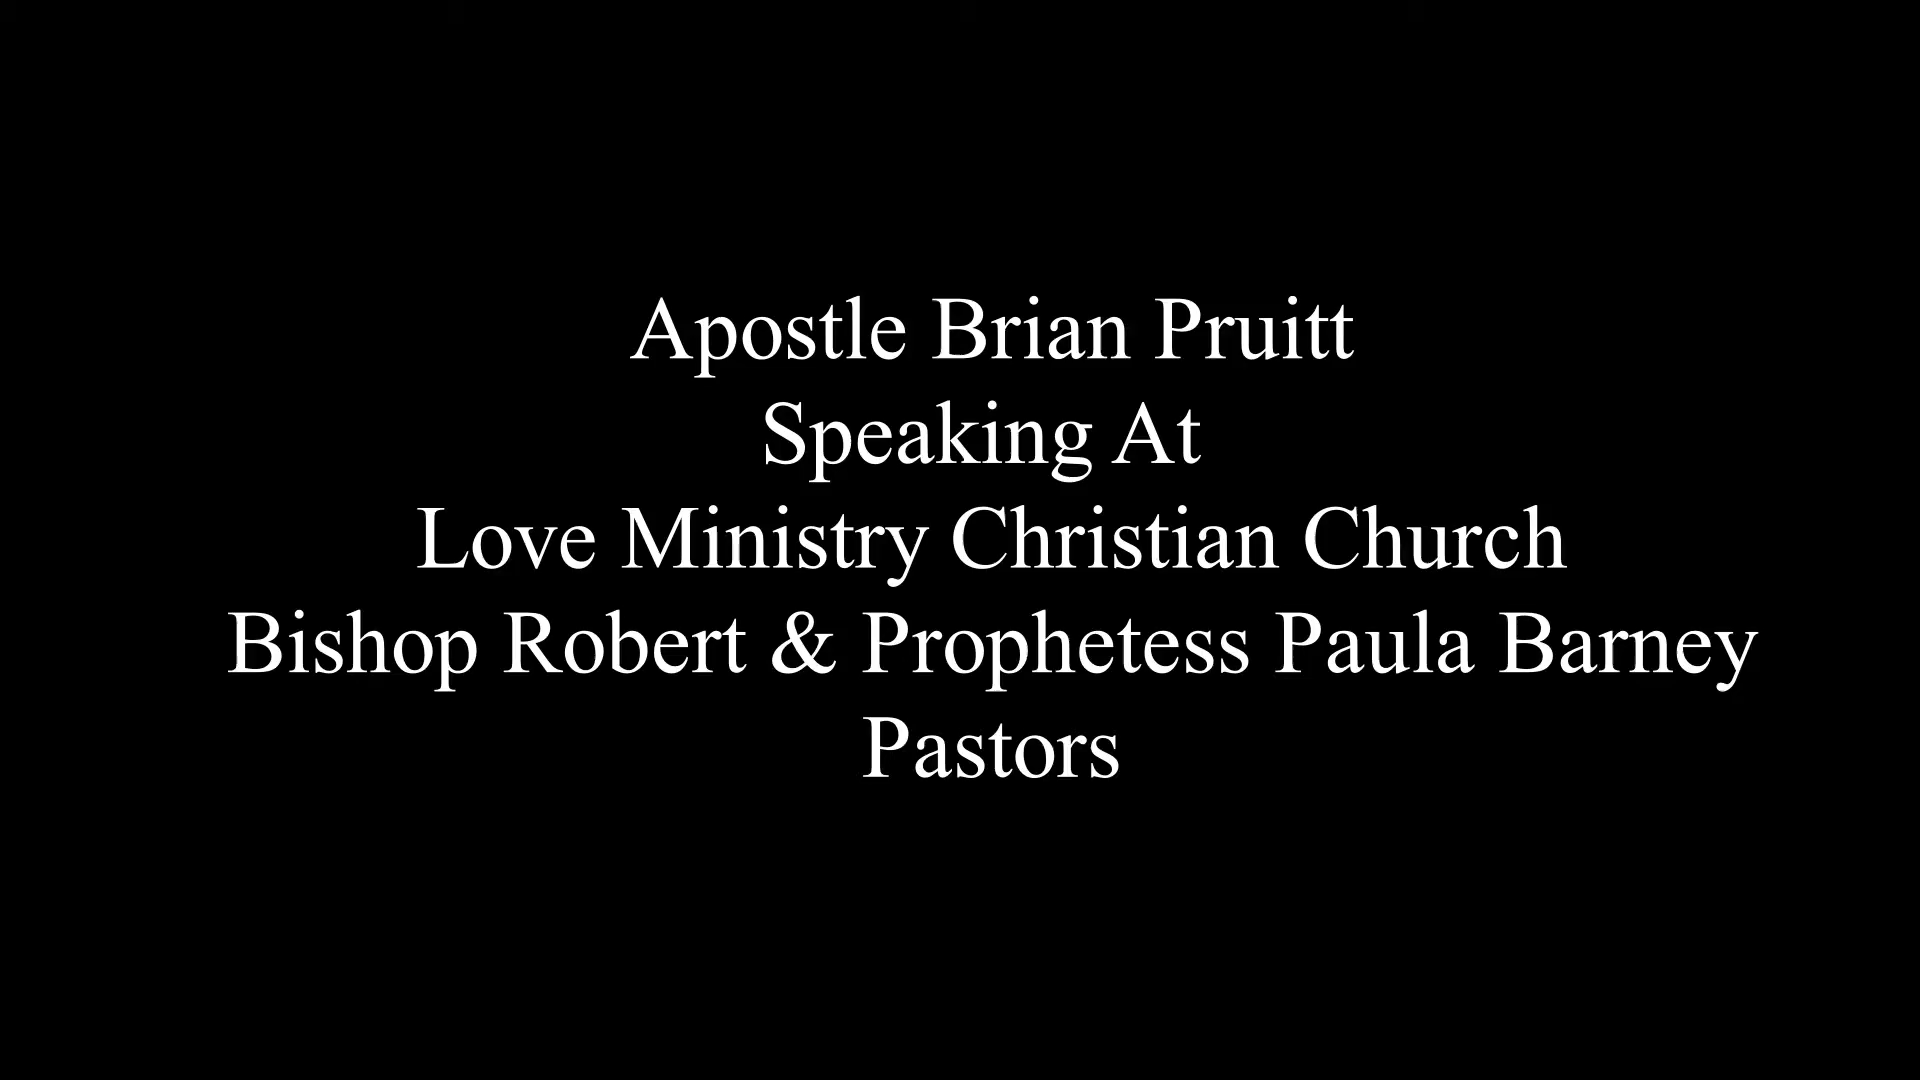 Apostle Brian Pruitt
Speaking At
Love Ministry Christian Church
Bishop Robert & Prophetess Paula Barney
Pastors